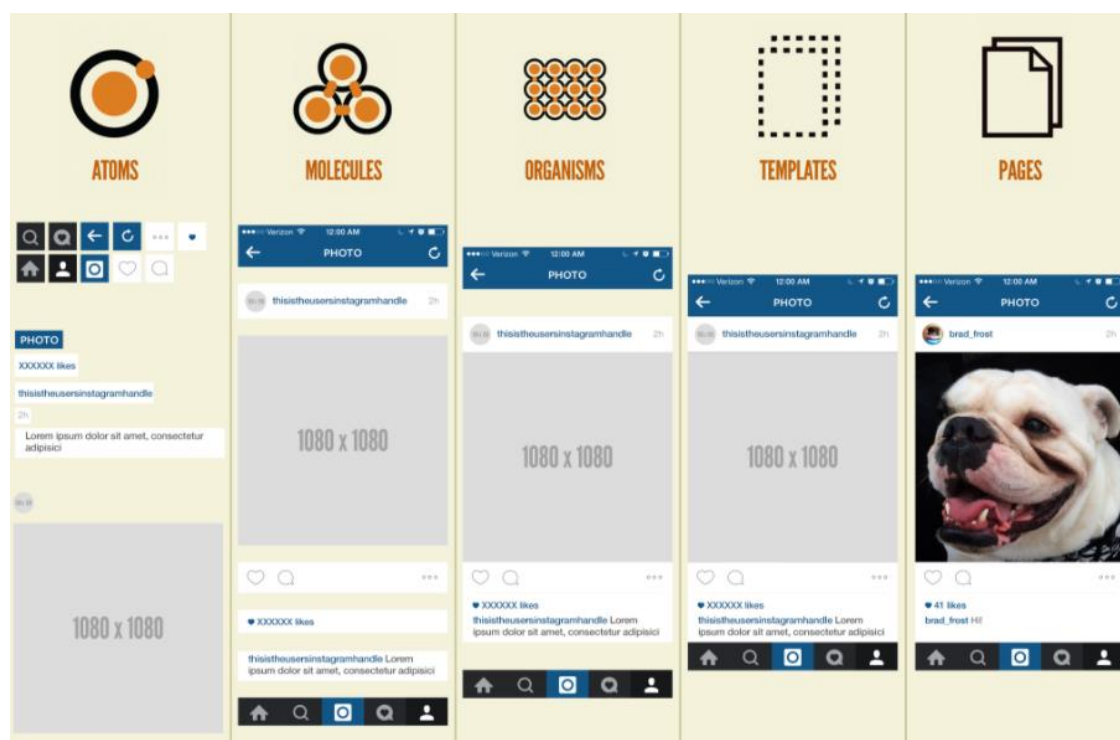 ATOMS
PHOTO
XXXXXX likes
thisistheusersinstagramhandle
2h
Lorem ipsum dolor sit amet, consectetur
adipisici
1080 x 1080
MOLECULES
Verizon 12:00 AM
PHOTO
thisistheusersinstagramhandle 2h
1080 x 1080
XXXXXX likes
thisistheusersinstagramhandle Lorem
ipsum dolor sit amet, consectetur adipisici
ORGANISMS
Verizon 12:00 AM
PHOTO
thisistheusersinstagramhandle 2h
1080 x 1080
XXXXXX likes
thisistheusersinstagramhandle Lorem
ipsum dolor sit amet, consectetur adipisici
TEMPLATES
Verizon 12:00 AM
PHOTO
thisistheusersinstagramhandle 2h
1080 x 1080
XXXXXX likes
thisistheusersinstagramhandle Lorem
ipsum dolor sit amet, consectetur adipisici
PAGES
Verizon 12:00 AM
PHOTO
brad_frost 2h
41 likes
brad_frost Hi!